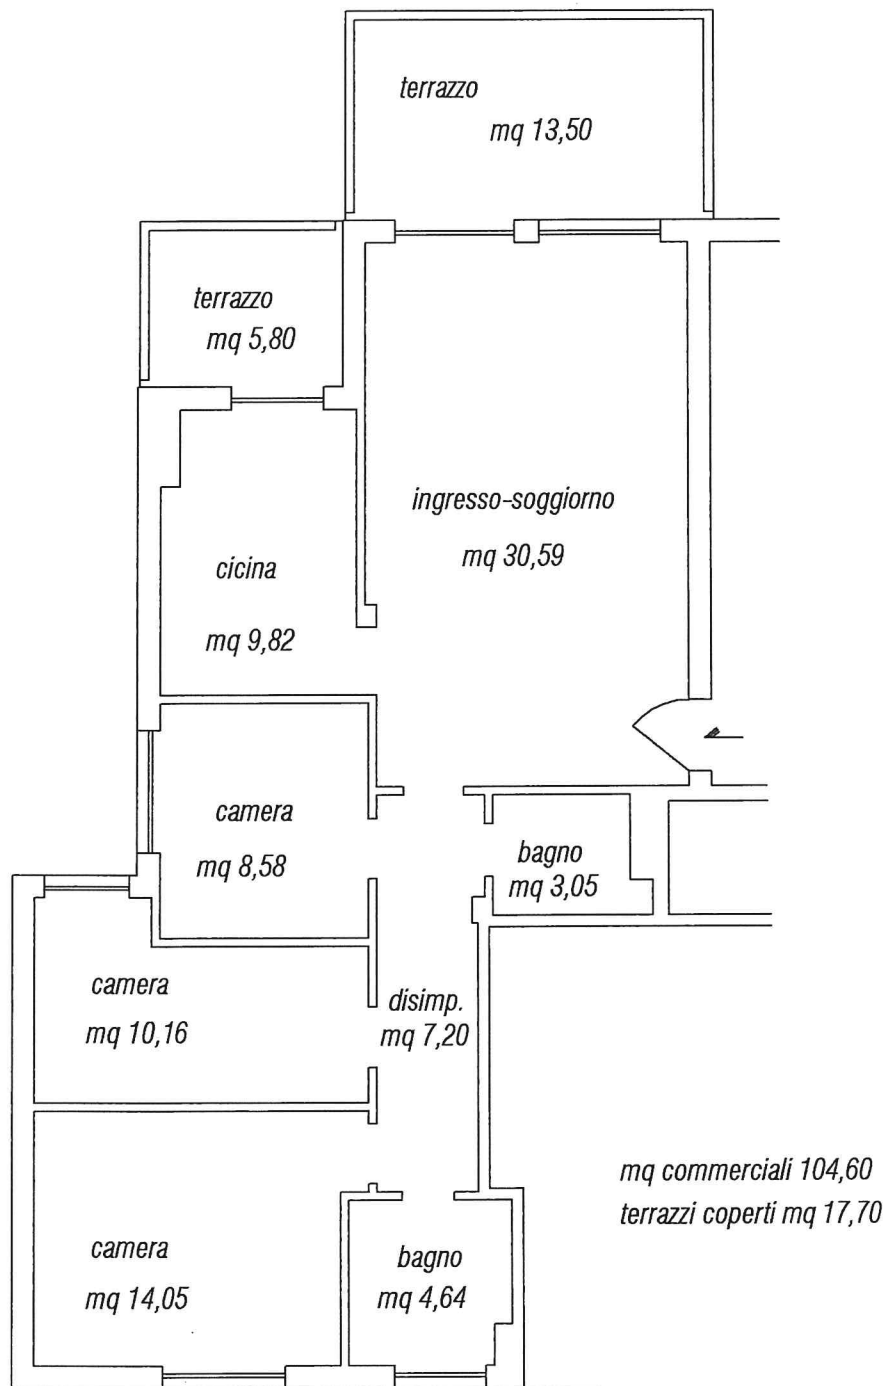 terrazzo
mq 13,50
terrazzo
mq 5,80
ingresso-soggiorno
mq 30,59
cicina
mq 9,82
camera
mq 8,58
bagno
mq 3,05
camera
mq 10,16
disimp.
mq 7,20
mq commerciali 104,60
terrazzi coperti mq 17,70
camera
mq 14,05
bagno
mq 4,64